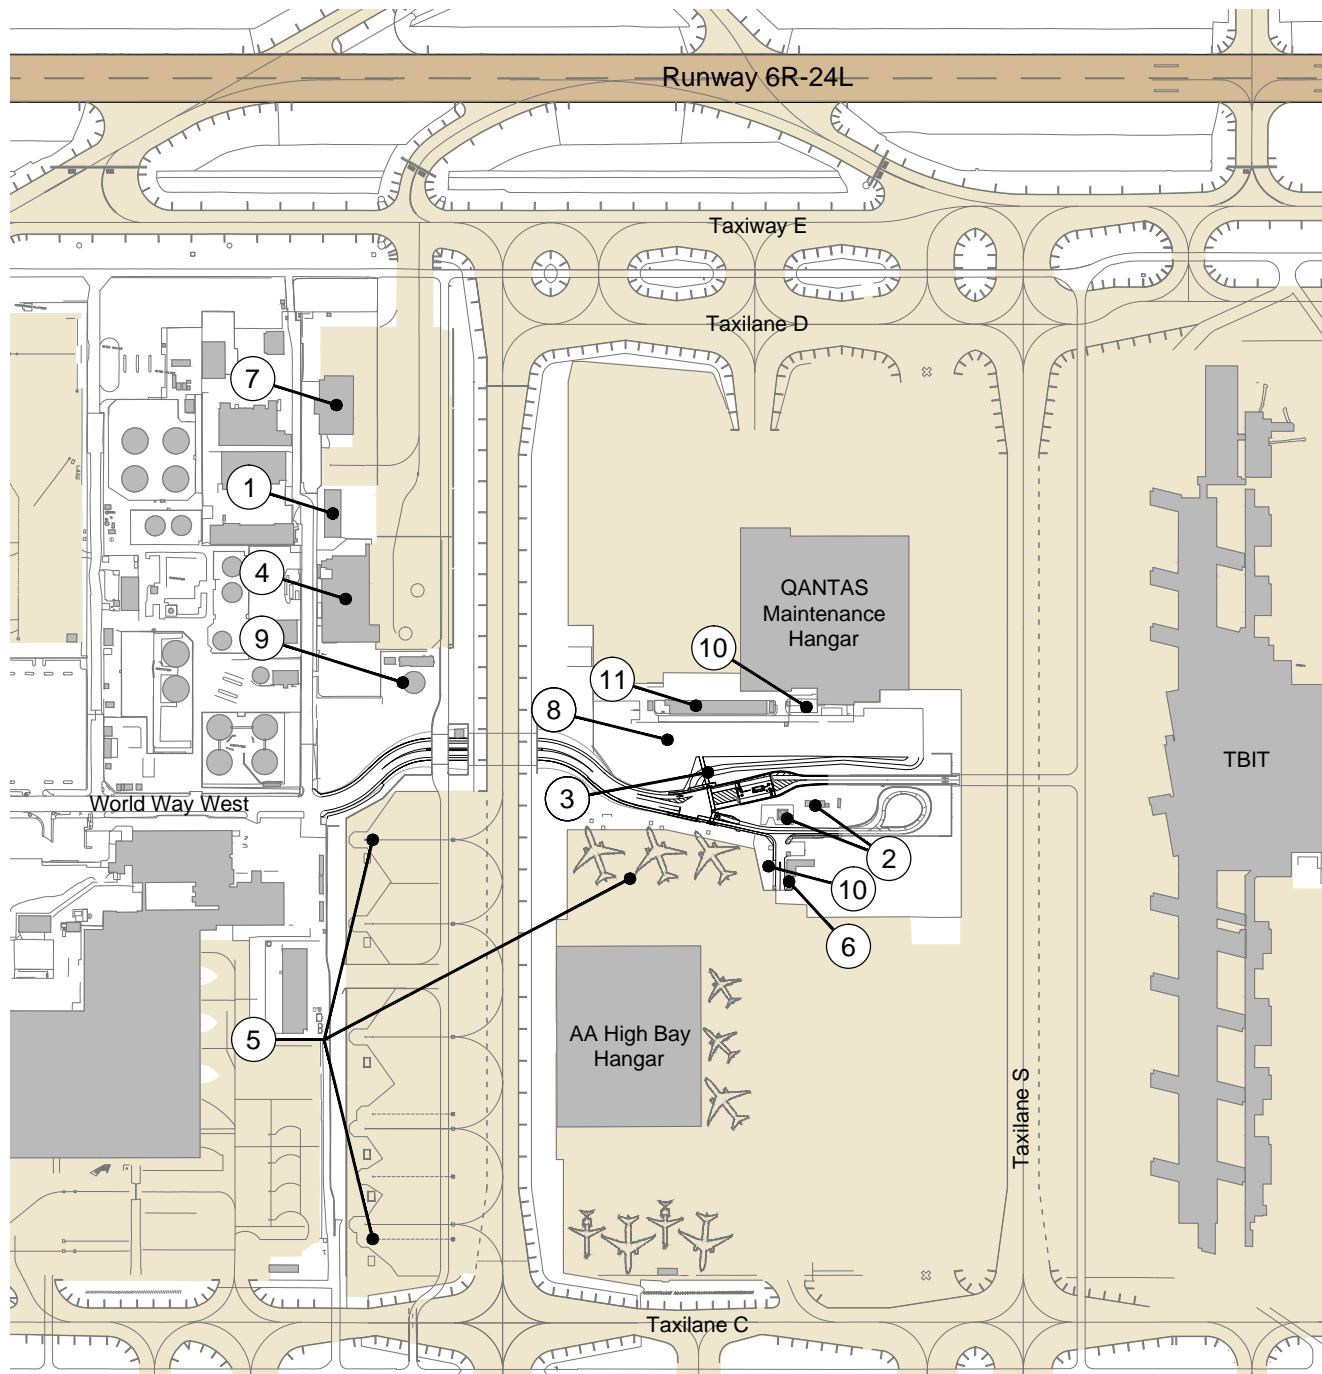 Runway 6R-24L
Taxiway E
Taxilane D
7
1
4
9
QANTAS
Maintenance
Hangar
10
11
8
3
World Way West
TBIT
2
10
6
5
AA High Bay
Hangar
Taxilane S
Taxilane C